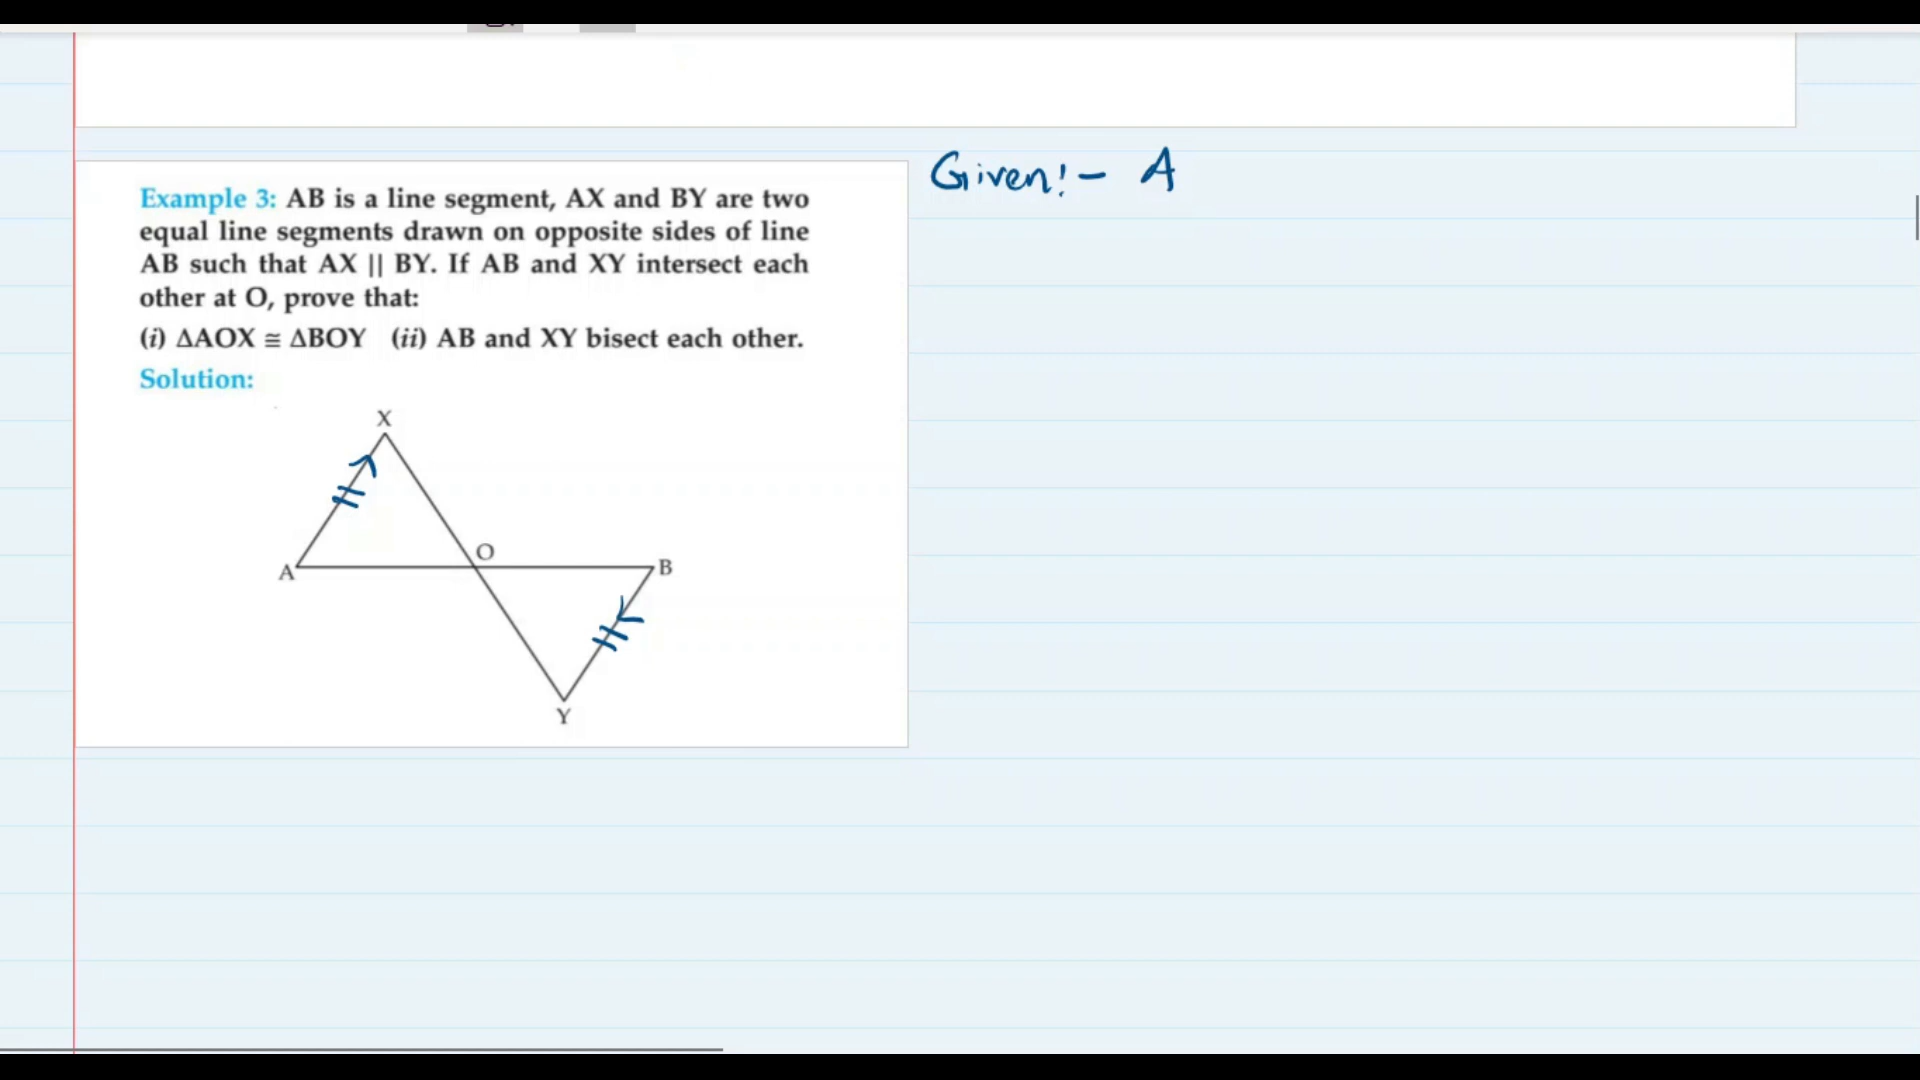 Example 3: AB is a line segment, AX and BY are two
equal line segments drawn on opposite sides of line
AB such that AX || BY. If AB and XY intersect each
other at O, prove that:
(i) ΔAOX ≅ ΔBOY (ii) AB and XY bisect each other.
Solution:
X
O
A
B
Y
Given:- A